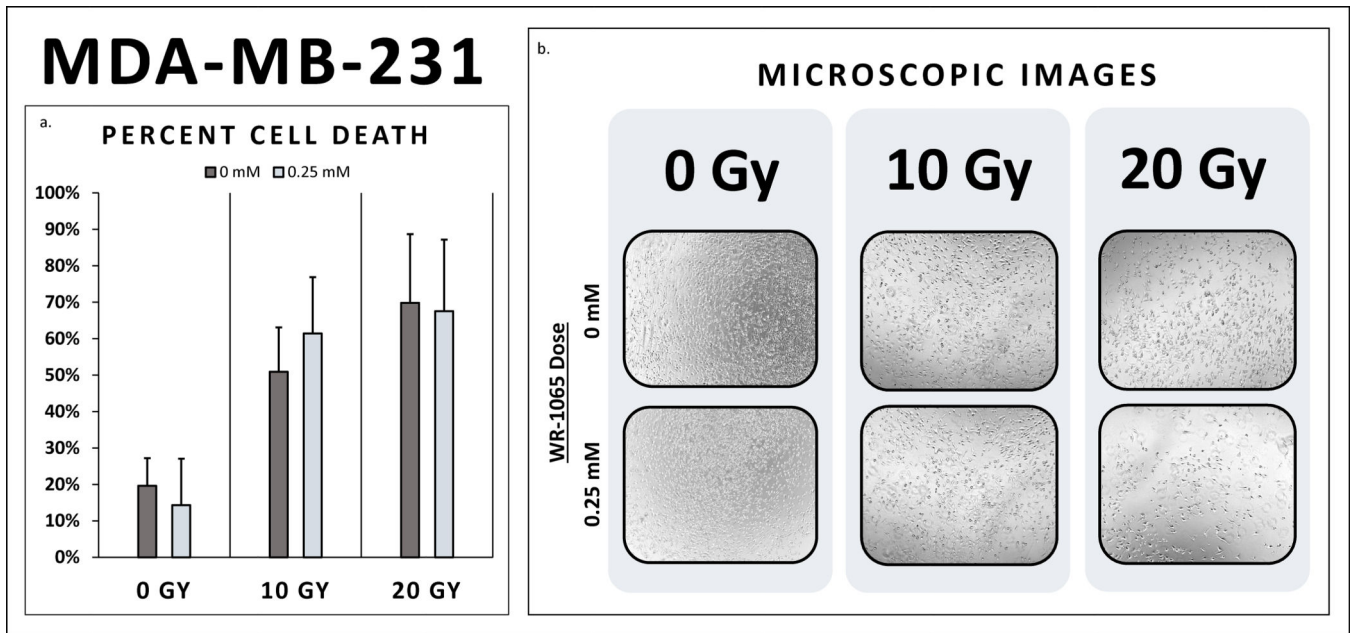 MDA-MB-231
a.
PERCENT CELL DEATH
0 mM 0.25 mM
100%
90%
80%
70%
60%
50%
40%
30%
20%
10%
0%
0 GY 10 GY 20 GY
b.
MICROSCOPIC IMAGES
0 Gy 10 Gy 20 Gy
WR-1065 Dose
0 mM
0.25 mM